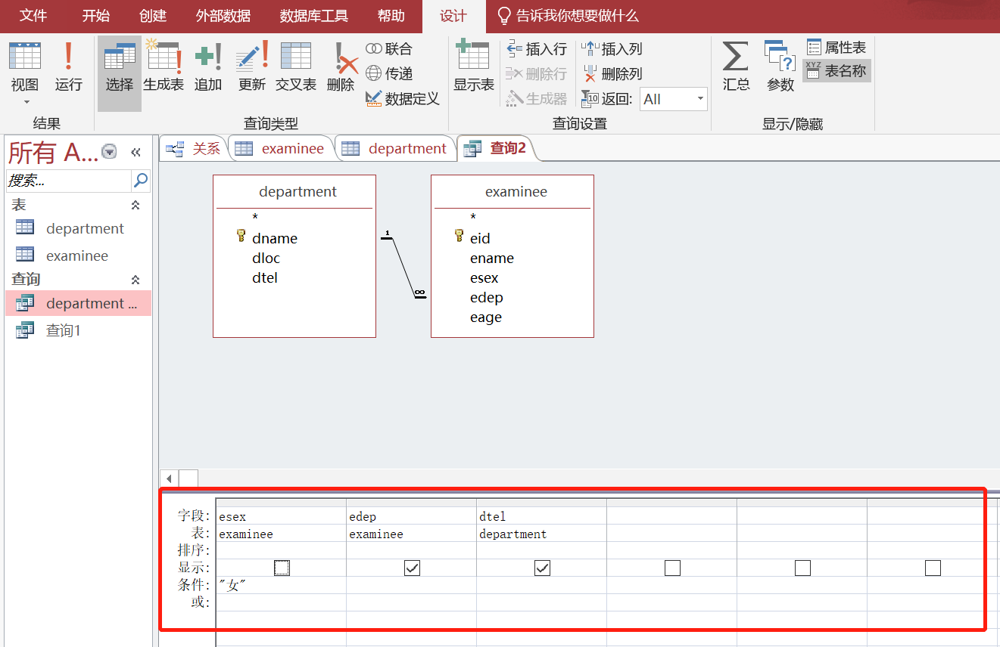 文件 开始 创建 外部数据 数据库工具 帮助 设计 告诉我你想要做什么
视图 运行 选择 生成表 追加 更新 交叉表 删除 联合 传递 数据定义 显示表 插入行 删除行 生成器 插入列 删除列 返回: All 汇总 参数 属性表 表名称
结果 查询类型 查询设置 显示/隐藏
所有 A... «
搜索...
表
department
examinee
查询
department ...
查询1
关系 examinee department 查询2
department
*
dname
dloc
dtel
1
∞
examinee
*
eid
ename
esex
edep
eage
字段: esex edep dtel
表: examinee examinee department
排序:
显示:
条件: "女"
或: